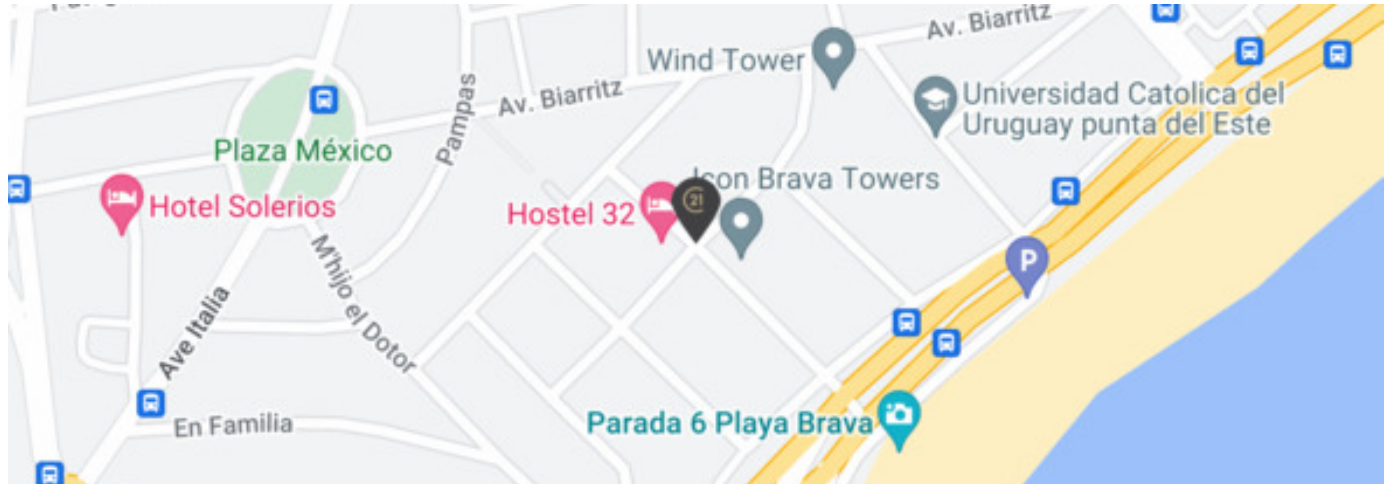 Av. Biarritz
Wind Tower
Pampas
Av. Biarritz
Universidad Catolica del
Uruguay punta del Este
Plaza México
Icon Brava Towers
Hotel Solerios
Hostel 32
21
P
M'hijo el Dotor
Ave Italia
En Familia
Parada 6 Playa Brava